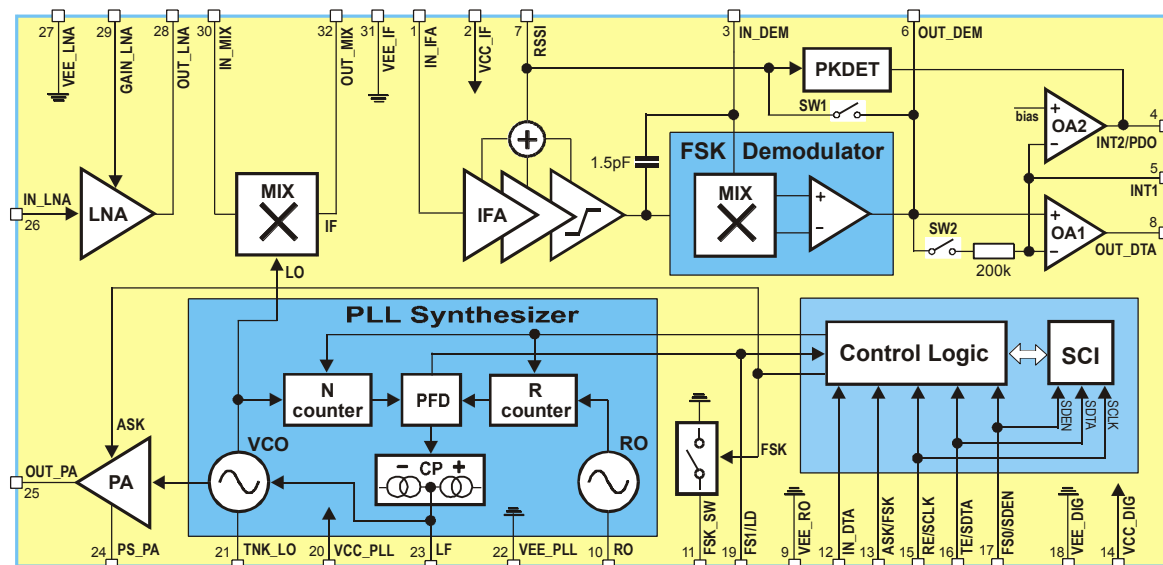 27 29 28 30 32 31 1 2 7 3 6
VEE_LNA
GAIN_LNA
OUT_LNA
IN_MIX
OUT_MIX
VEE_IF
IN_IFA
VCC_IF
RSSI
IN_DEM
OUT_DEM
PKDET
SW1
bias
+
−
OA2
4
INT2/PDO
1.5pF
FSK Demodulator
5
INT1
IN_LNA
26
LNA
MIX
IF
LO
+
IFA
MIX
+
−
SW2
200k
+
−
OA1
8
OUT_DTA
PLL Synthesizer
N
counter
PFD
R
counter
Control Logic
SCI
SDEN
SDTA
SCLK
ASK
VCO
− CP +
RO
FSK
OUT_PA
25
PA
24
PS_PA
21
TNK_LO
20
VCC_PLL
23
LF
22
VEE_PLL
10
RO
11
FSK_SW
19
FS1/LD
9
VEE_RO
12
IN_DTA
13
ASK/FSK
15
RE/SCLK
16
TE/SDTA
17
FS0/SDEN
18
VEE_DIG
14
VCC_DIG